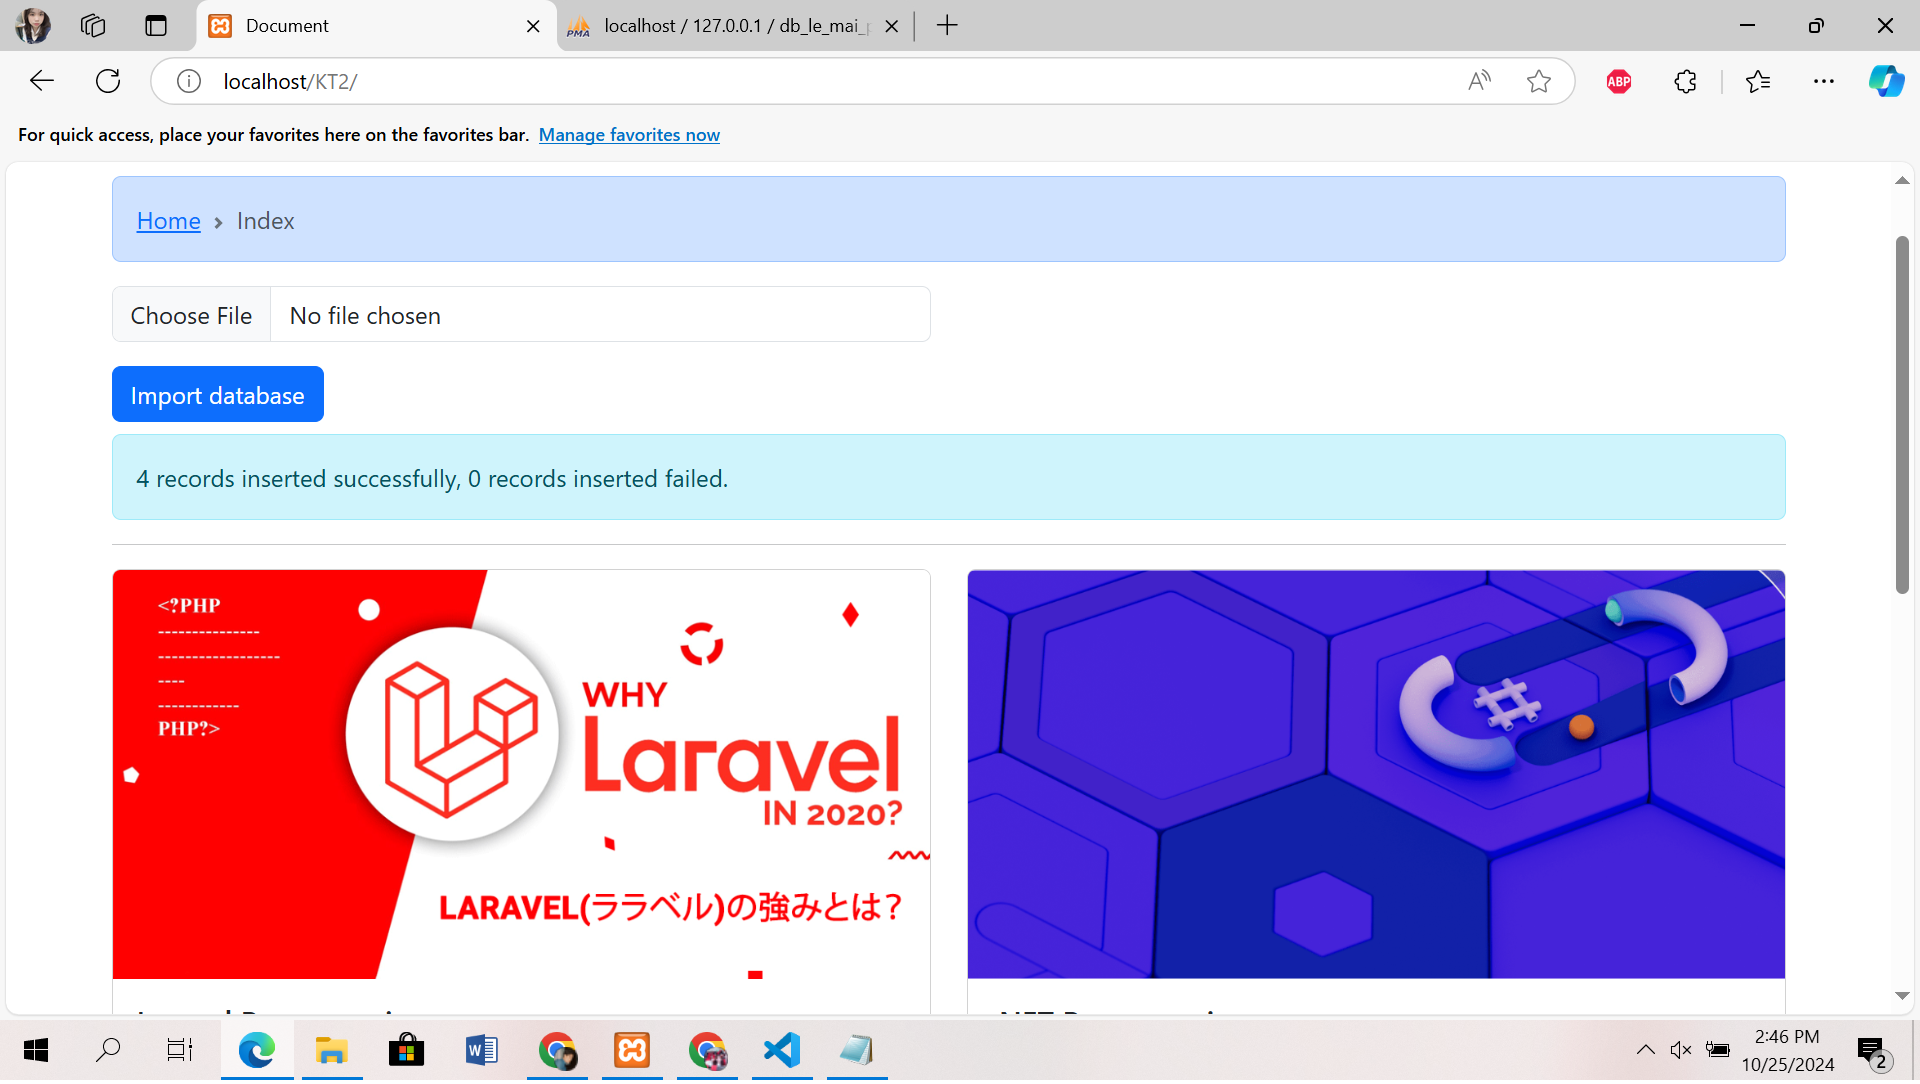 Document
localhost / 127.0.0.1 / db_le_mai_
PMA
localhost/KT2/
ABP
For quick access, place your favorites here on the favorites bar. Manage favorites now
Home › Index
Choose File No file chosen
Import database
4 records inserted successfully, 0 records inserted failed.
<?PHP
---------------
------------------
----
------------
PHP?>
WHY
Laravel
IN 2020?
LARAVEL(ララベル)の強みとは?
2:46 PM
10/25/2024
2